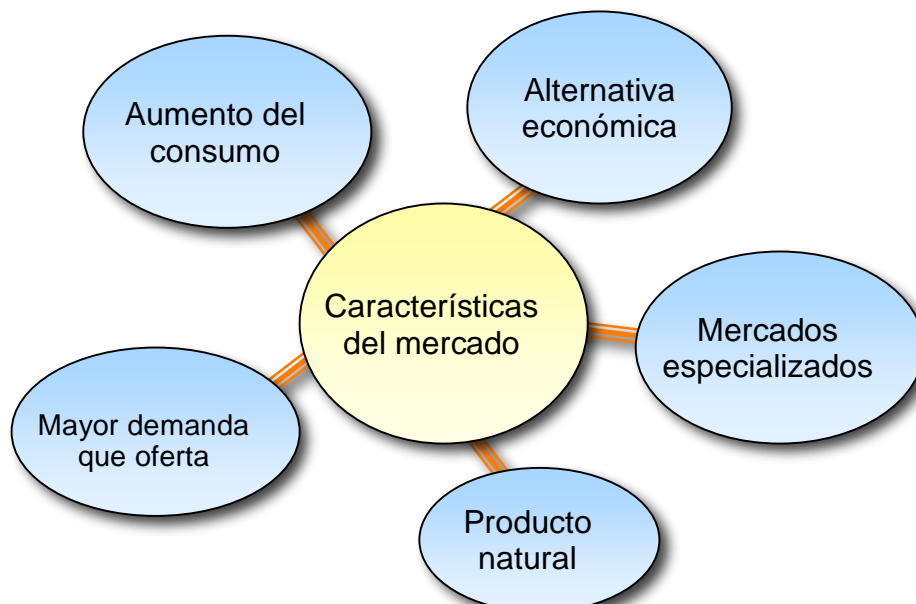 Aumento del
consumo
Alternativa
económica
Características
del mercado
Mercados
especializados
Mayor demanda
que oferta
Producto
natural